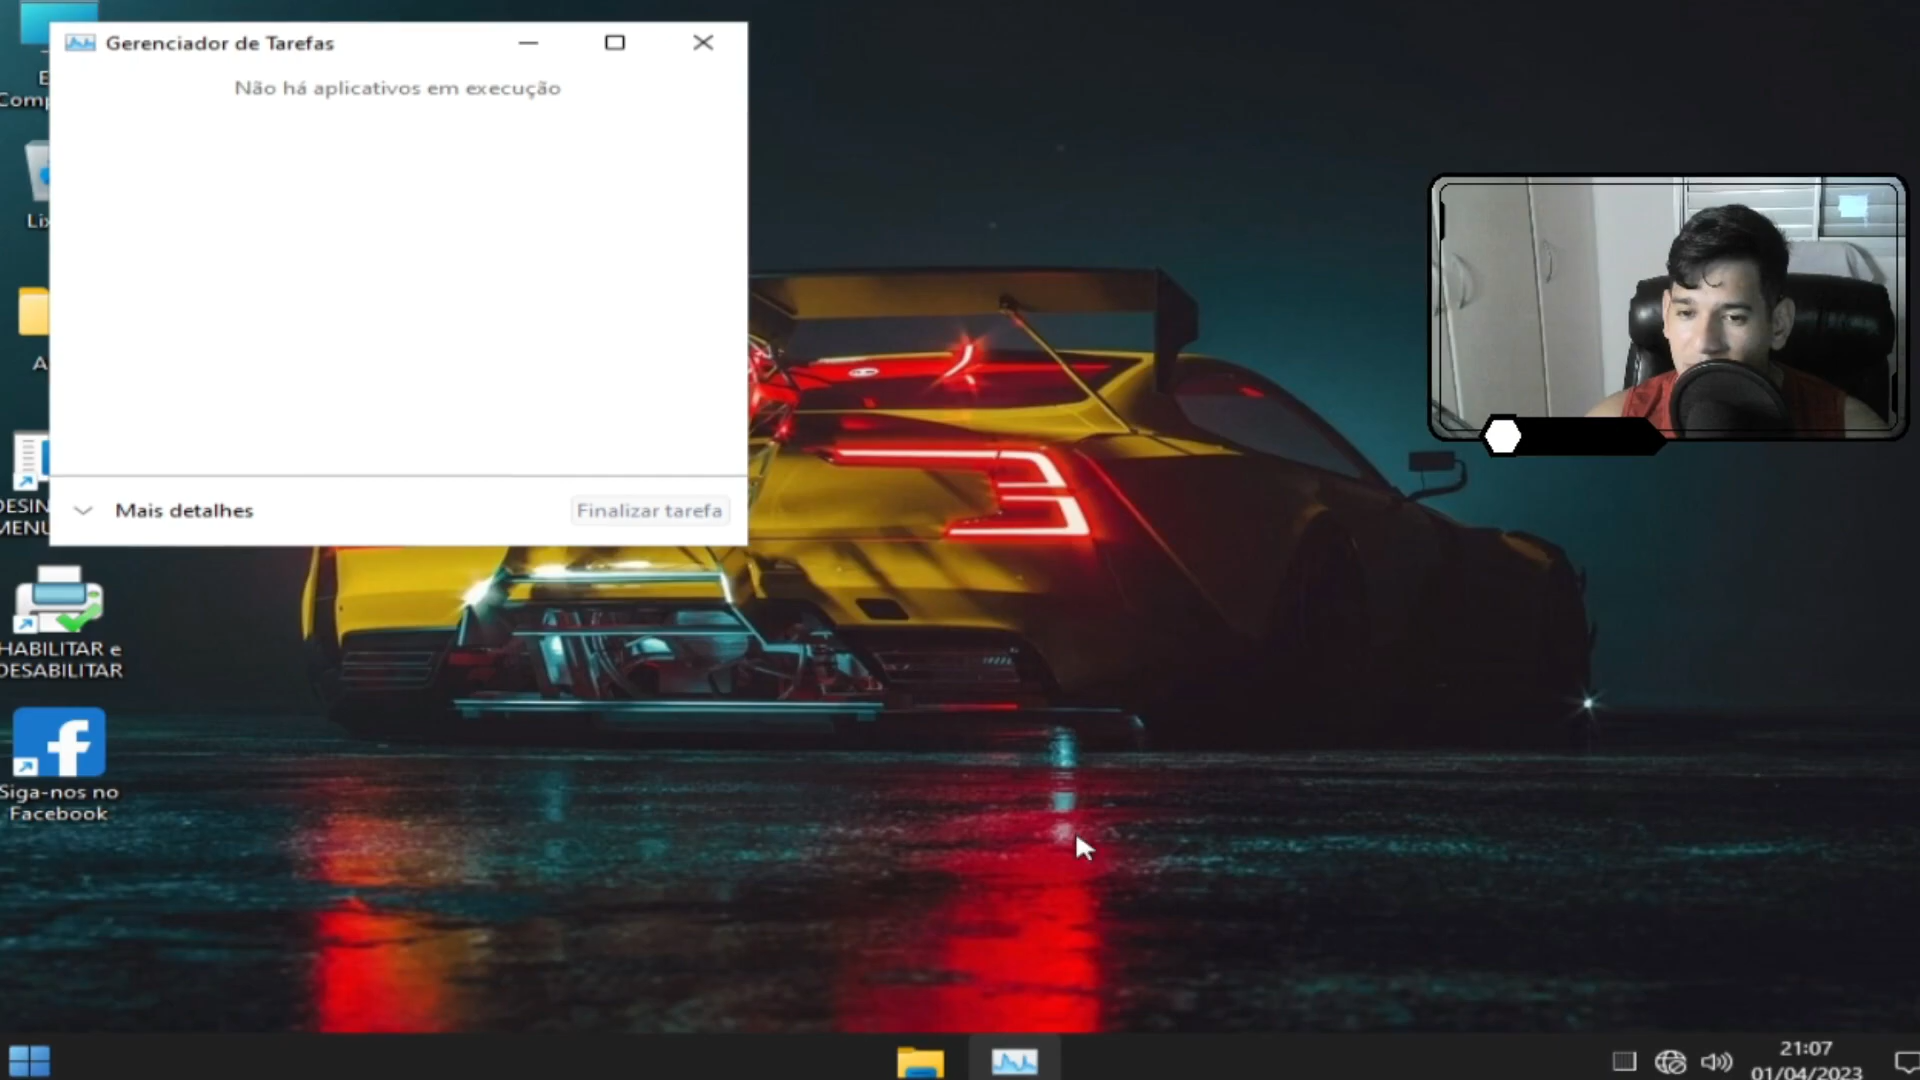 Gerenciador de Tarefas
Não há aplicativos em execução
Mais detalhes
Finalizar tarefa
HABILITAR e
DESABILITAR
Siga-nos no
Facebook
21:07
01/04/2023